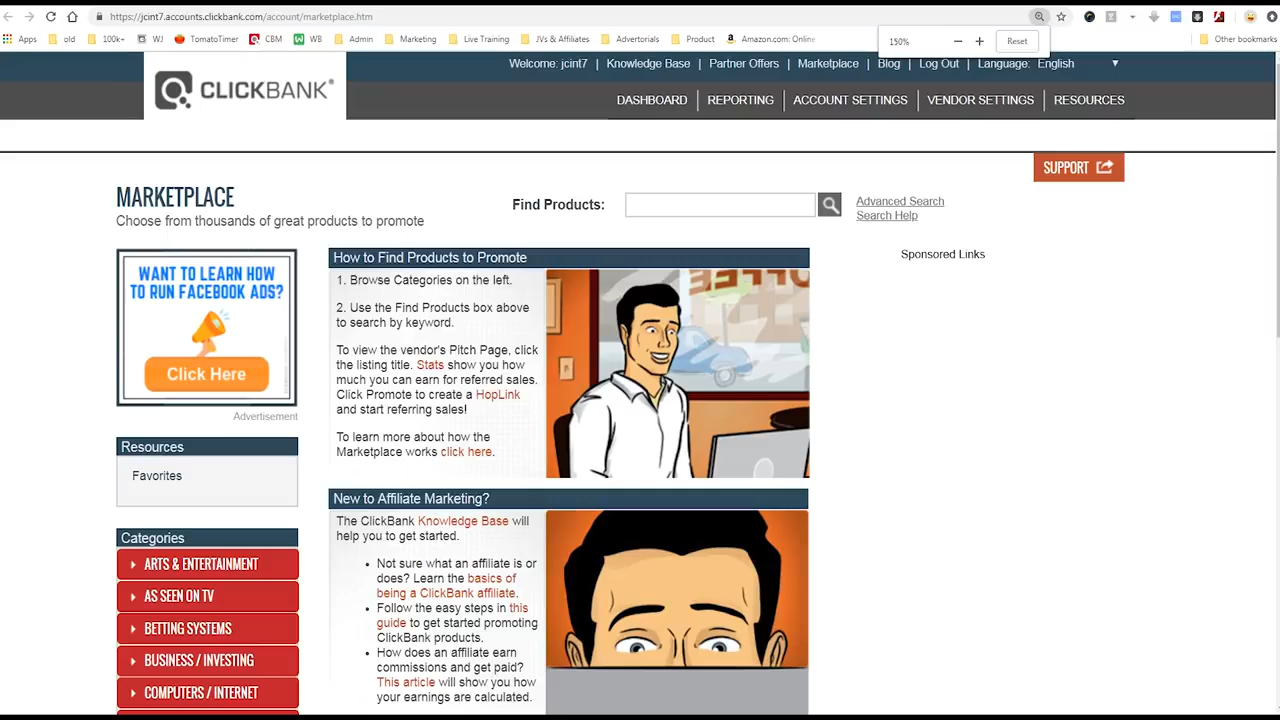 https://jcint7.accounts.clickbank.com/account/marketplace.htm
Apps old 100k+ WJ TomatoTimer CBM WB Admin Marketing Live Training JVs & Affiliates Advertorials Product Amazon.com: Online Other bookmarks
150% Reset
Welcome: jcint7 | Knowledge Base | Partner Offers | Marketplace | Blog | Log Out | Language: English
CLICKBANK®
DASHBOARD | REPORTING | ACCOUNT SETTINGS | VENDOR SETTINGS | RESOURCES
SUPPORT
MARKETPLACE
Choose from thousands of great products to promote
Find Products:
Advanced Search
Search Help
WANT TO LEARN HOW
TO RUN FACEBOOK ADS?
Click Here
Advertisement
Resources
Favorites
Categories
ARTS & ENTERTAINMENT
AS SEEN ON TV
BETTING SYSTEMS
BUSINESS / INVESTING
COMPUTERS / INTERNET
How to Find Products to Promote
1. Browse Categories on the left.
2. Use the Find Products box above
to search by keyword.
To view the vendor's Pitch Page, click
the listing title. Stats show you how
much you can earn for referred sales.
Click Promote to create a HopLink
and start referring sales!
To learn more about how the
Marketplace works click here.
New to Affiliate Marketing?
The ClickBank Knowledge Base will
help you to get started.
• Not sure what an affiliate is or
does? Learn the basics of
being a ClickBank affiliate.
• Follow the easy steps in this
guide to get started promoting
ClickBank products.
• How does an affiliate earn
commissions and get paid?
This article will show you how
your earnings are calculated.
Sponsored Links